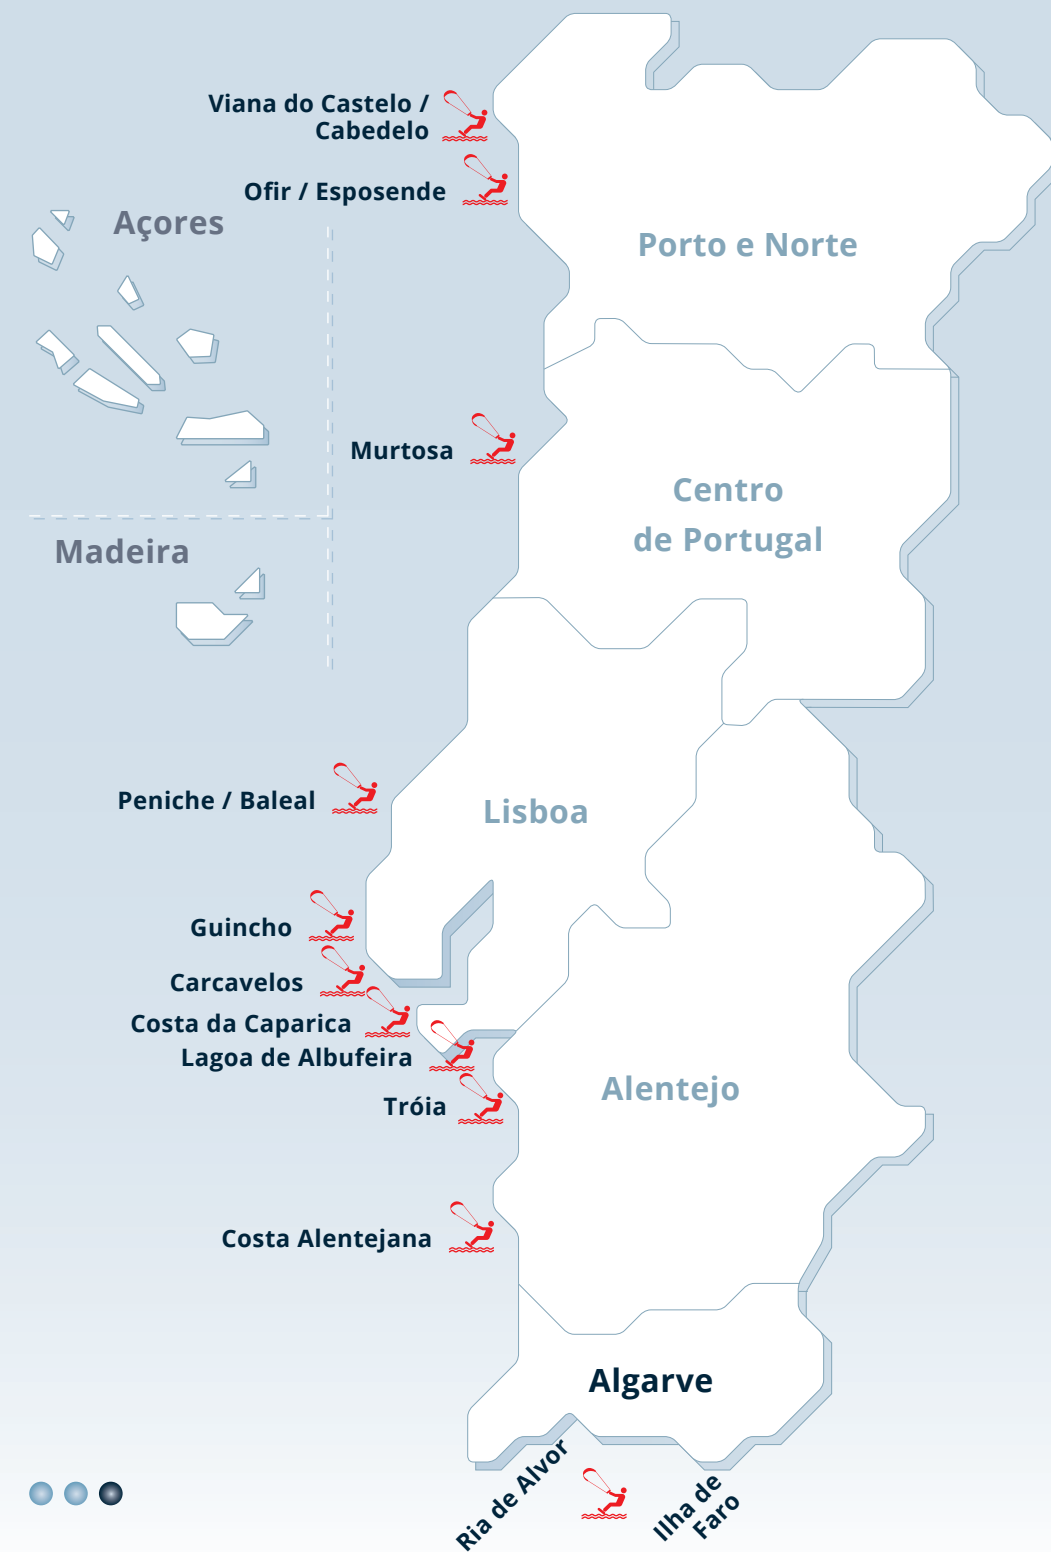 Viana do Castelo /
Cabedelo
Ofir / Esposende
Açores
Porto e Norte
Murtosa
Centro
de Portugal
Madeira
Peniche / Baleal
Lisboa
Guincho
Carcavelos
Costa da Caparica
Lagoa de Albufeira
Alentejo
Tróia
Costa Alentejana
Algarve
Ria de Alvor
Ilha de
Faro